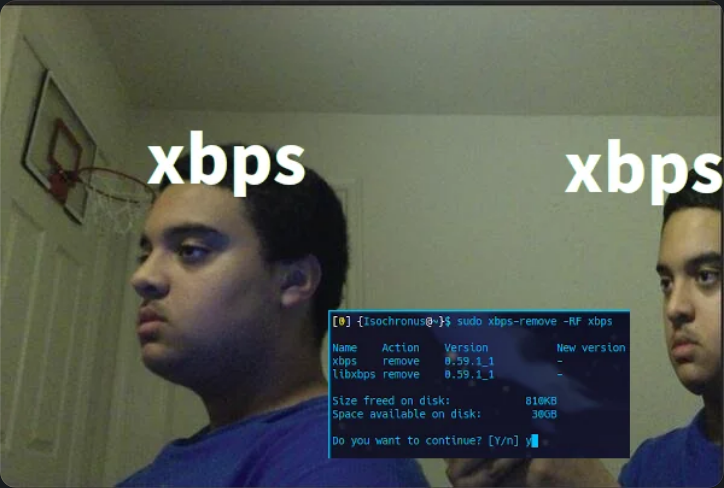 xbps
xbps
[0] {Isochronus@~}$ sudo xbps-remove -RF xbps
Name Action Version New version
xbps remove 0.59.1_1 -
libxbps remove 0.59.1_1 -
Size freed on disk: 810KB
Space available on disk: 30GB
Do you want to continue? [Y/n] y